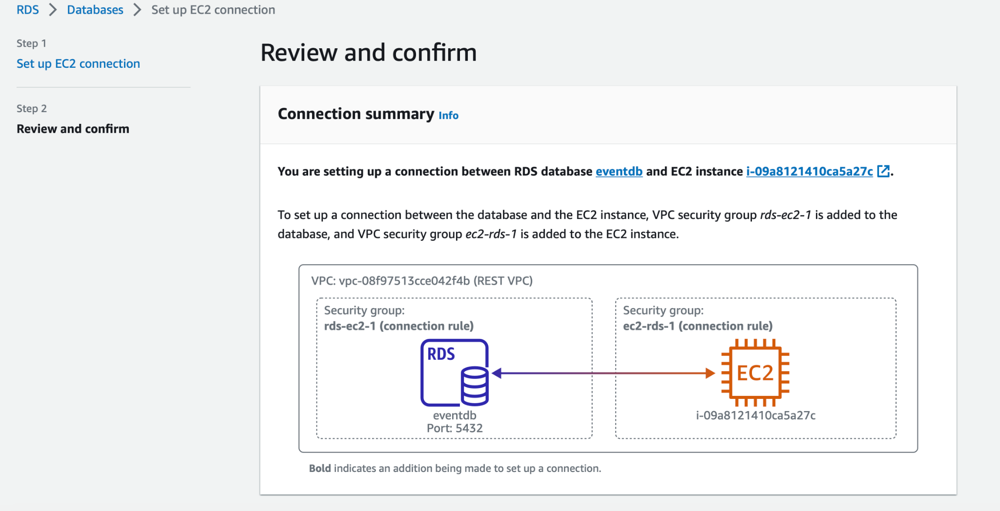 RDS > Databases > Set up EC2 connection
Step 1
Set up EC2 connection
Step 2
Review and confirm
Review and confirm
Connection summary Info
You are setting up a connection between RDS database eventdb and EC2 instance i-09a8121410ca5a27c.
To set up a connection between the database and the EC2 instance, VPC security group rds-ec2-1 is added to the
database, and VPC security group ec2-rds-1 is added to the EC2 instance.
VPC: vpc-08f97513cce042f4b (REST VPC)
Security group:
rds-ec2-1 (connection rule)
RDS
eventdb
Port: 5432
Security group:
ec2-rds-1 (connection rule)
EC2
i-09a8121410ca5a27c
Bold indicates an addition being made to set up a connection.